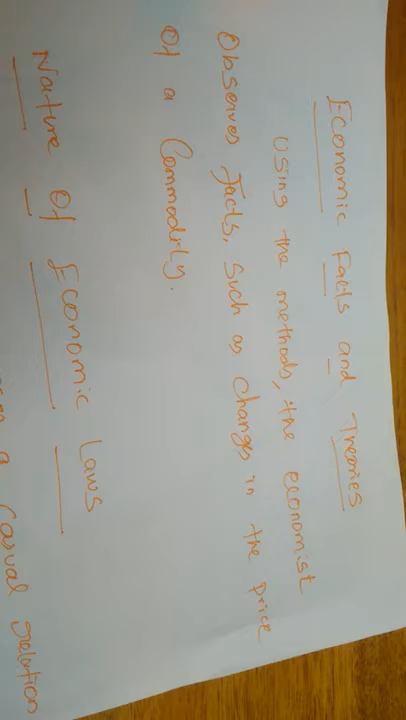 Economic Facts and Theories
Using the methods, the economist
Observes Facts, Such as changes in the price
Of a Commodity.
Nature Of Economic Laws
a Casual relation